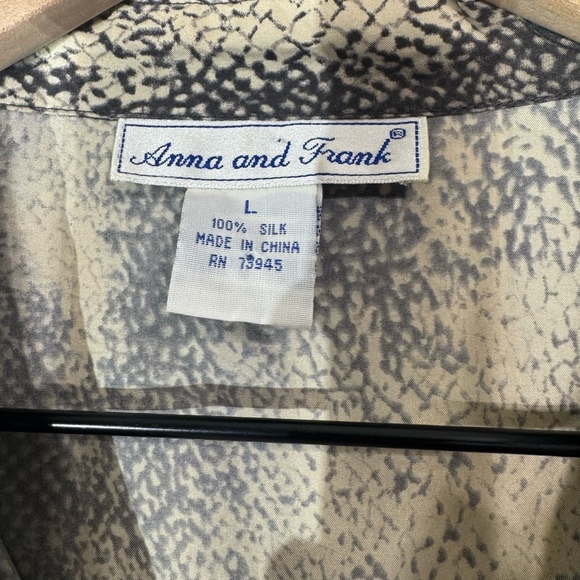 Anna and Frank ®
L
100% SILK
MADE IN CHINA
RN 73945